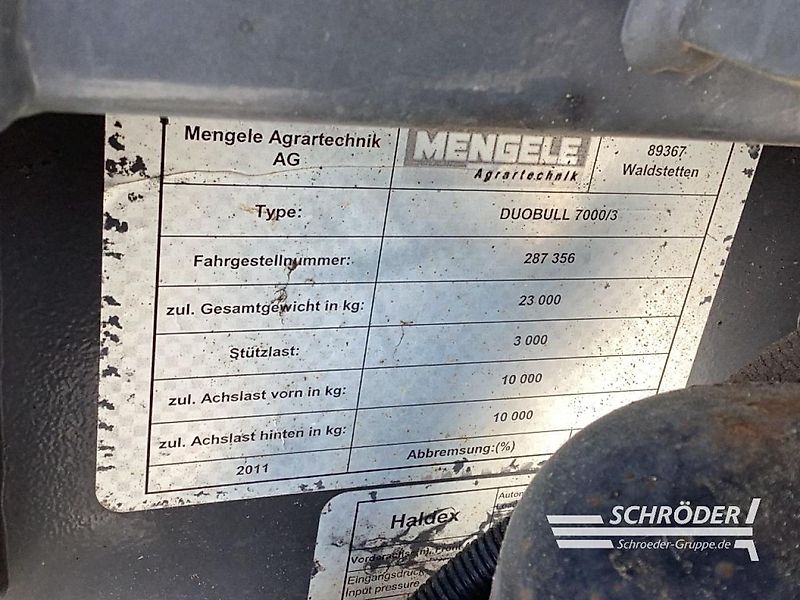 Mengele Agrartechnik AG
MENGELE
Agrartechnik
89367
Waldstetten
Type: DUOBULL 7000/3
Fahrgestellnummer: 287 356
zul. Gesamtgewicht in kg: 23 000
Stützlast: 3 000
zul. Achslast vorn in kg: 10 000
zul. Achslast hinten in kg: 10 000
2011 Abbremsung:(%)
Haldex
Eingangsdruck
Input pressure
SCHRÖDER
Schroeder-Gruppe.de